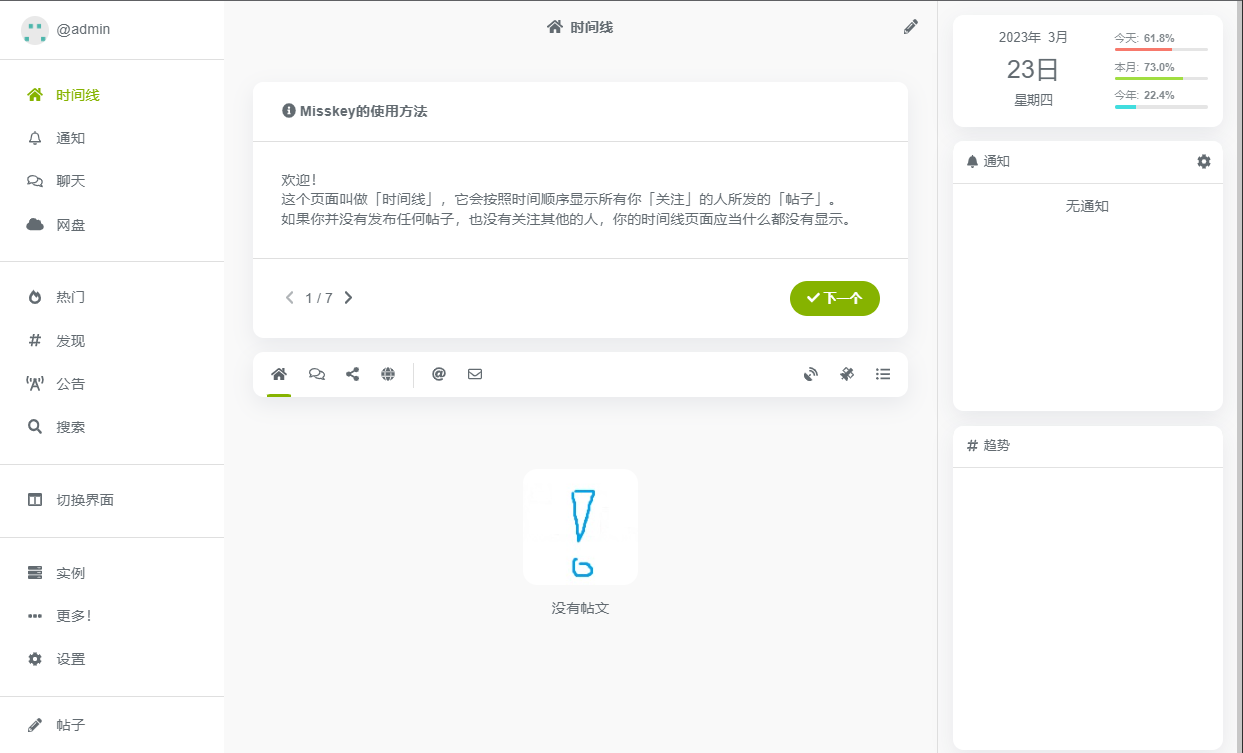 @admin
时间线
通知
聊天
网盘
热门
发现
公告
搜索
切换界面
实例
更多!
设置
帖子
时间线
Misskey的使用方法
欢迎!
这个页面叫做「时间线」，它会按照时间顺序显示所有你「关注」的人所发的「帖子」。
如果你并没有发布任何帖子，也没有关注其他的人，你的时间线页面应当什么都没有显示。
1 / 7
下一个
没有帖文
2023年 3月
23日
星期四
今天: 61.8%
本月: 73.0%
今年: 22.4%
通知
无通知
趋势